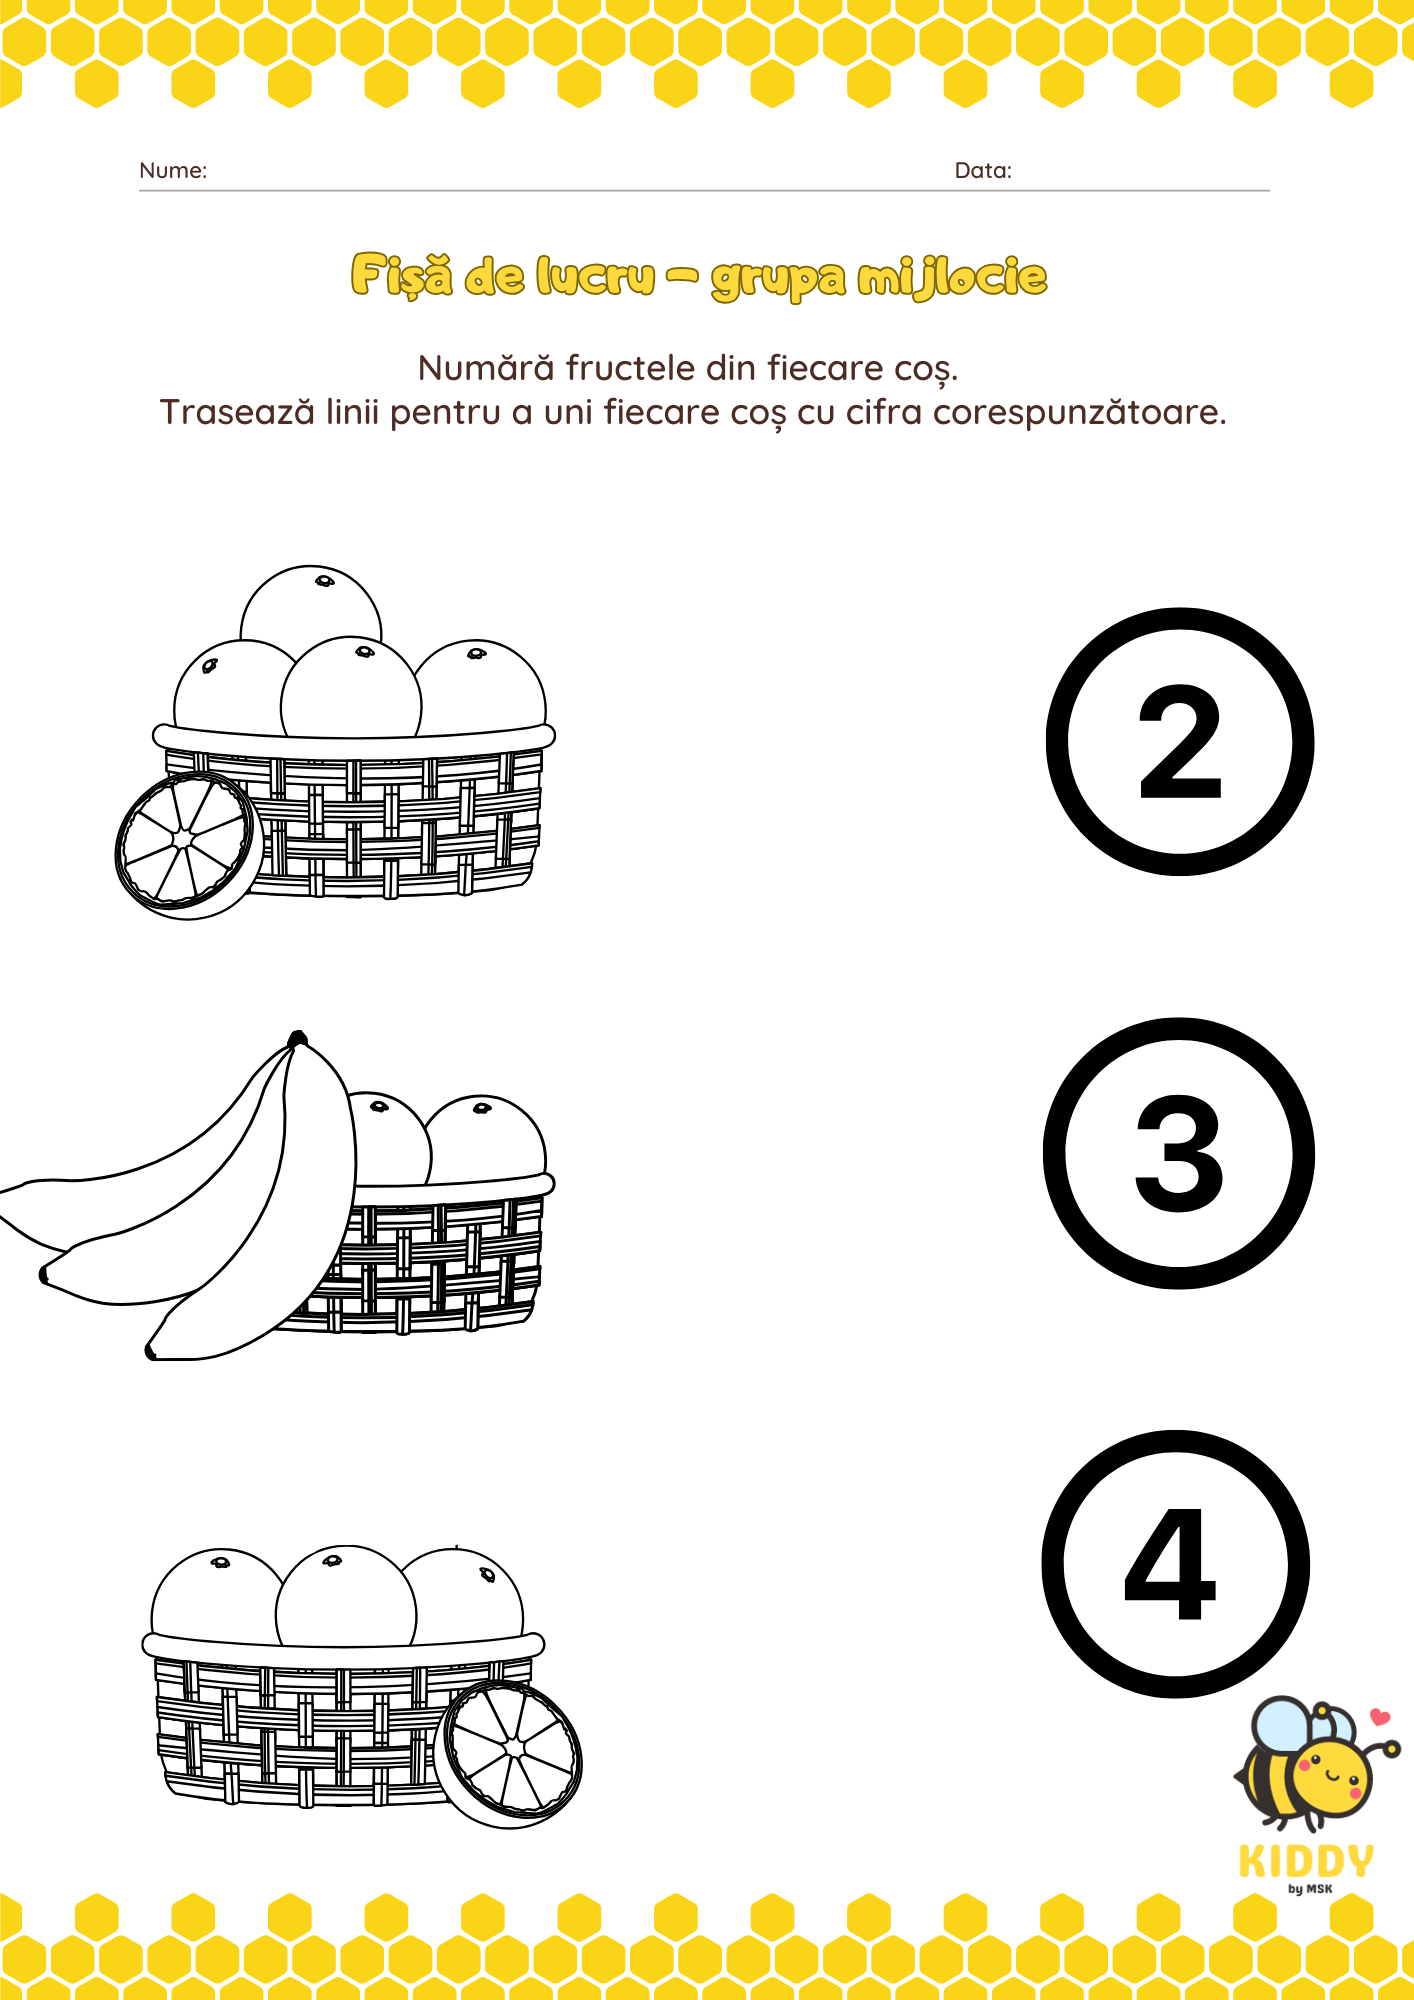 Nume:
Data:
Fișă de lucru - grupa mijlocie
Numără fructele din fiecare coș.
Trasează linii pentru a uni fiecare coș cu cifra corespunzătoare.
2
3
4
KIDDY
by MSK